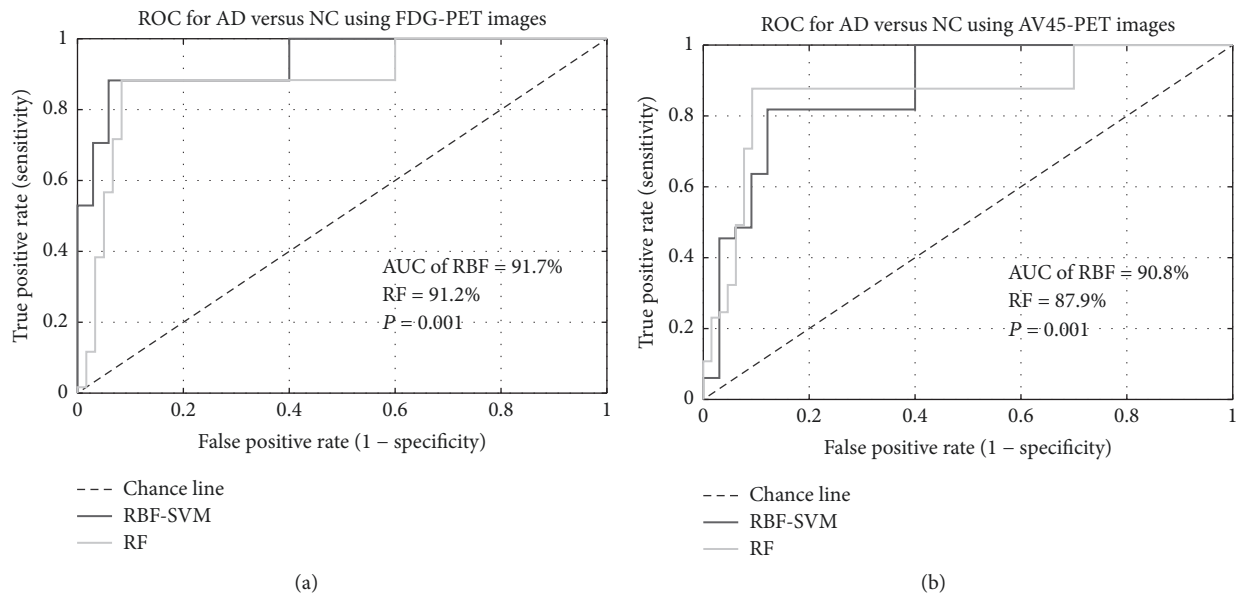 ROC for AD versus NC using FDG-PET images
1
0.8
0.6
0.4
0.2
0
True positive rate (sensitivity)
AUC of RBF = 91.7%
RF = 91.2%
P = 0.001
0 0.2 0.4 0.6 0.8 1
False positive rate (1 − specificity)
Chance line
RBF-SVM
RF
(a)
ROC for AD versus NC using AV45-PET images
1
0.8
0.6
0.4
0.2
0
True positive rate (sensitivity)
AUC of RBF = 90.8%
RF = 87.9%
P = 0.001
0 0.2 0.4 0.6 0.8 1
False positive rate (1 − specificity)
Chance line
RBF-SVM
RF
(b)